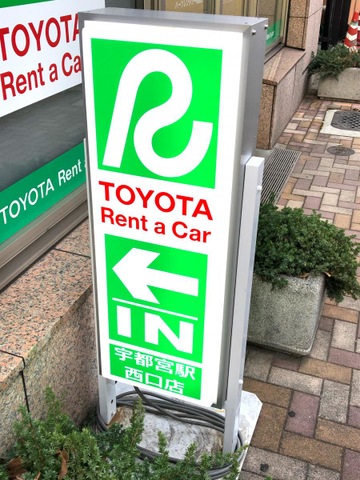 TOYOTA
Rent a Car
TOYOTA Rent
R
TOYOTA
Rent a Car
IN
宇都宮駅
西口店